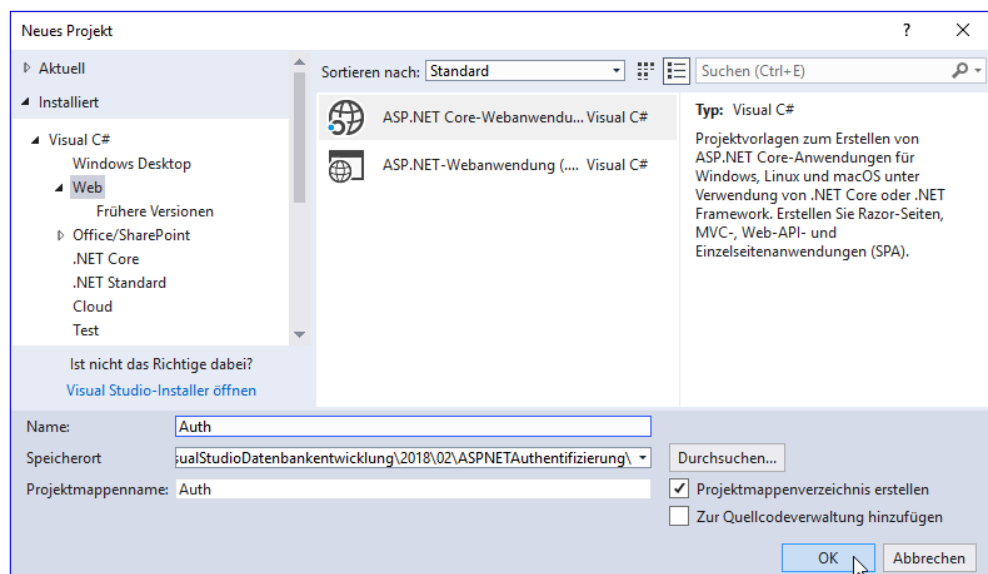 Neues Projekt
?
Aktuell
Installiert
Visual C#
Windows Desktop
Web
Frühere Versionen
Office/SharePoint
.NET Core
.NET Standard
Cloud
Test
Ist nicht das Richtige dabei?
Visual Studio-Installer öffnen
Sortieren nach: Standard
ASP.NET Core-Webanwendu... Visual C#
ASP.NET-Webanwendung (.... Visual C#
Suchen (Ctrl+E)
Typ: Visual C#
Projektvorlagen zum Erstellen von
ASP.NET Core-Anwendungen für
Windows, Linux und macOS unter
Verwendung von .NET Core oder .NET
Framework. Erstellen Sie Razor-Seiten,
MVC-, Web-API- und
Einzelseitenanwendungen (SPA).
Name: Auth
Speicherort sualStudioDatenbankentwicklung\2018\02\ASPNETAuthentifizierung\ Durchsuchen...
Projektmappenname: Auth
Projektmappenverzeichnis erstellen
Zur Quellcodeverwaltung hinzufügen
OK Abbrechen